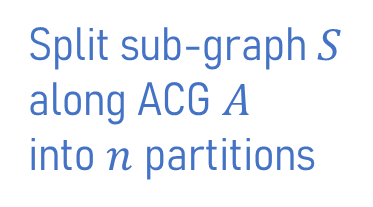 Split sub-graph S
along ACG A
into n partitions